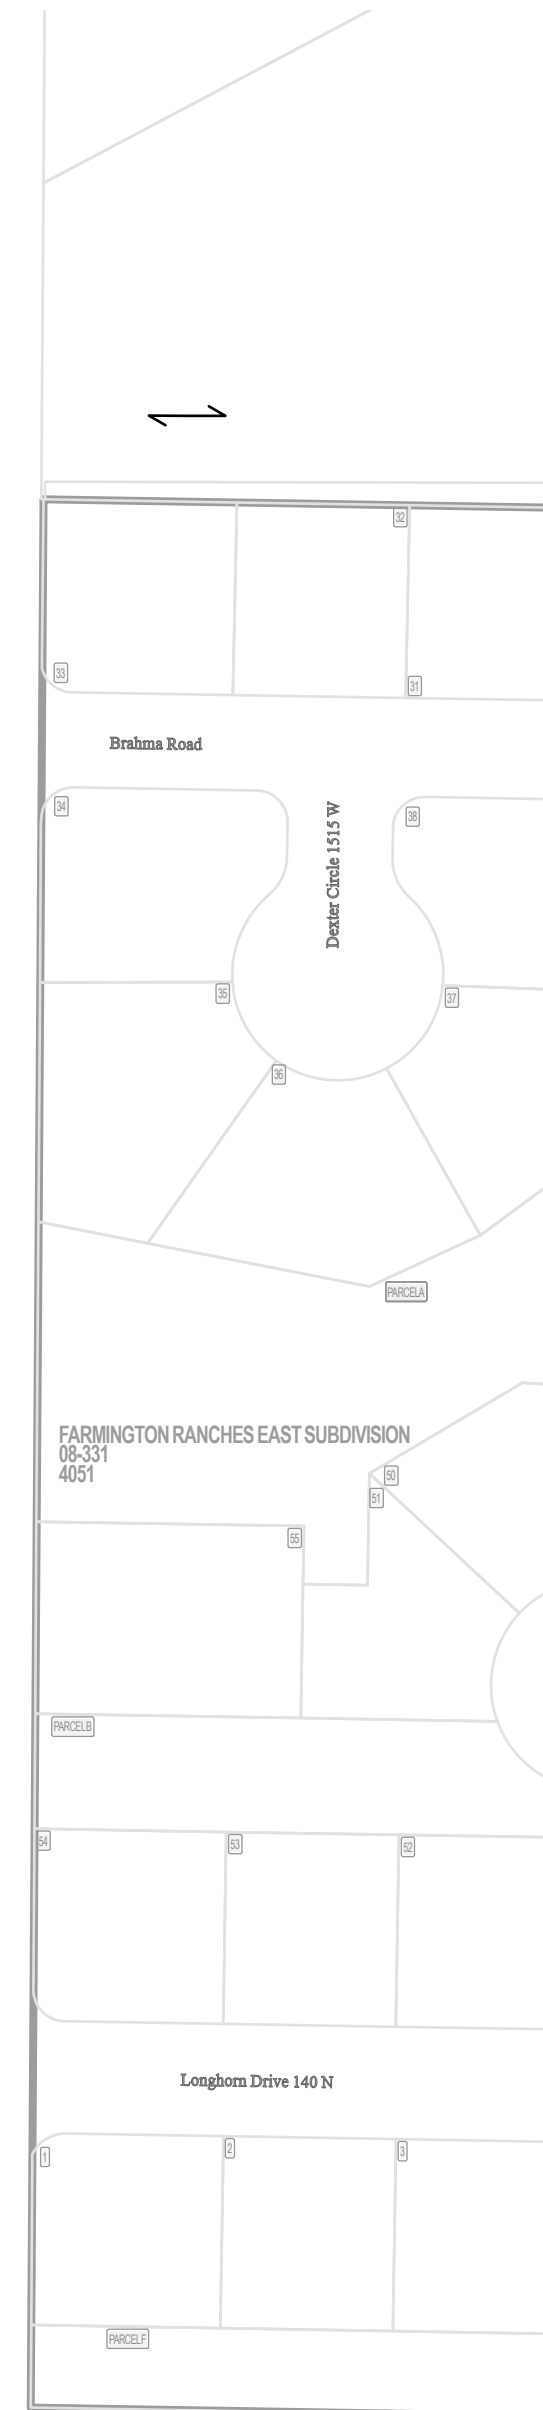 32
33
31
Brahma Road
34
38
Dexter Circle 1515 W
35
37
36
PARCELA
FARMINGTON RANCHES EAST SUBDIVISION
08-331
4051
50
51
55
PARCELB
54
53
52
Longhorn Drive 140 N
1
2
3
PARCELF